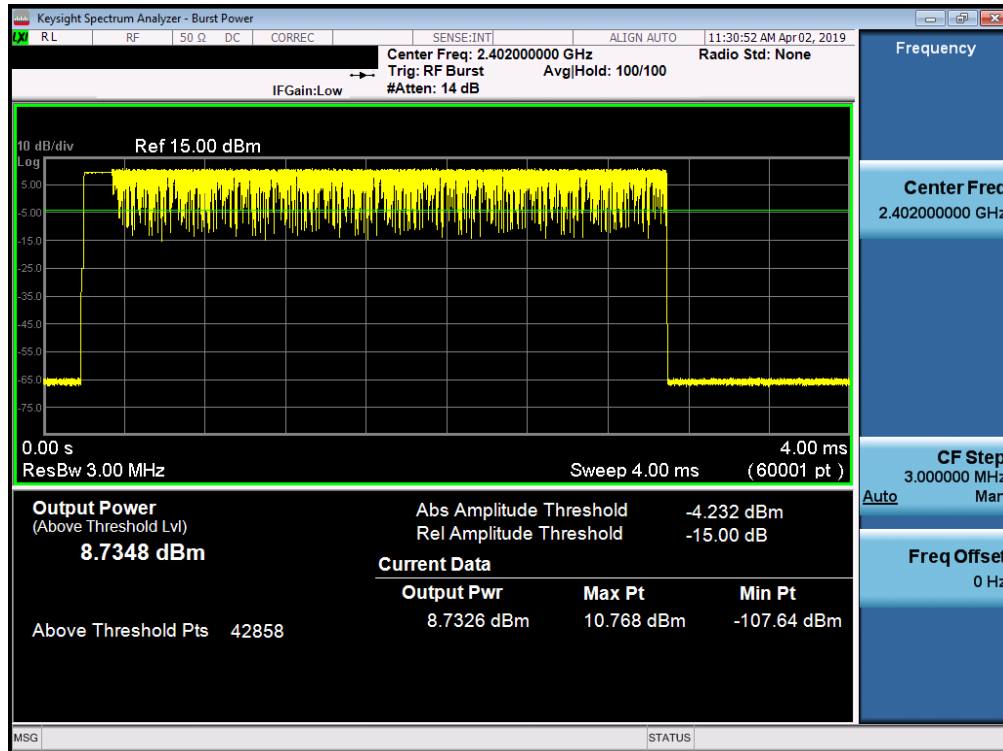 Keysight Spectrum Analyzer - Burst Power
LXI RL RF 50 Ω DC CORREC SENSE:INT ALIGN AUTO 11:30:52 AM Apr 02, 2019
Center Freq: 2.402000000 GHz Radio Std: None
Trig: RF Burst Avg|Hold: 100/100
IFGain:Low #Atten: 14 dB
Frequency
10 dB/div Ref 15.00 dBm
Log
5.00
-5.00
-15.0
-25.0
-35.0
-45.0
-55.0
-65.0
-75.0
0.00 s 4.00 ms
ResBw 3.00 MHz Sweep 4.00 ms (60001 pt )
Output Power
(Above Threshold Lvl)
8.7348 dBm
Above Threshold Pts 42858
Abs Amplitude Threshold -4.232 dBm
Rel Amplitude Threshold -15.00 dB
Current Data
Output Pwr Max Pt Min Pt
8.7326 dBm 10.768 dBm -107.64 dBm
Center Freq
2.402000000 GHz
CF Step
3.000000 MHz
Auto Man
Freq Offset
0 Hz
MSG STATUS